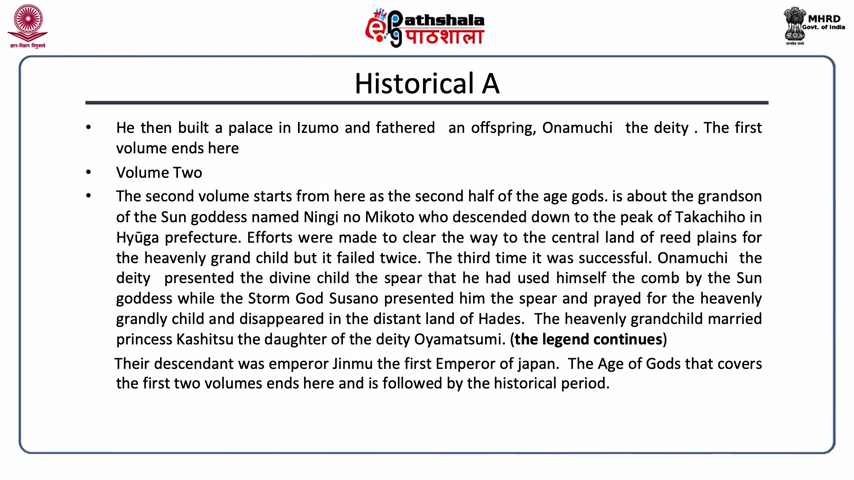 ज्ञान-विज्ञान विमुक्तये
Pathshala
पाठशाला
MHRD
Govt. of India
Historical A
• He then built a palace in Izumo and fathered an offspring, Onamuchi the deity . The first
volume ends here
• Volume Two
• The second volume starts from here as the second half of the age gods. is about the grandson
of the Sun goddess named Ningi no Mikoto who descended down to the peak of Takachiho in
Hyūga prefecture. Efforts were made to clear the way to the central land of reed plains for
the heavenly grand child but it failed twice. The third time it was successful. Onamuchi the
deity presented the divine child the spear that he had used himself the comb by the Sun
goddess while the Storm God Susano presented him the spear and prayed for the heavenly
grandly child and disappeared in the distant land of Hades. The heavenly grandchild married
princess Kashitsu the daughter of the deity Oyamatsumi. (the legend continues)
Their descendant was emperor Jinmu the first Emperor of japan. The Age of Gods that covers
the first two volumes ends here and is followed by the historical period.